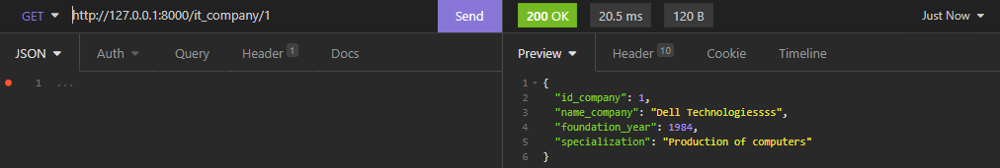 GET http://127.0.0.1:8000/it_company/1 Send 200 OK 20.5 ms 120 B Just Now
JSON Auth Query Header 1 Docs Preview Header 10 Cookie Timeline
1 ...
1 {
2 "id_company": 1,
3 "name_company": "Dell Technologiessss",
4 "foundation_year": 1984,
5 "specialization": "Production of computers"
6 }